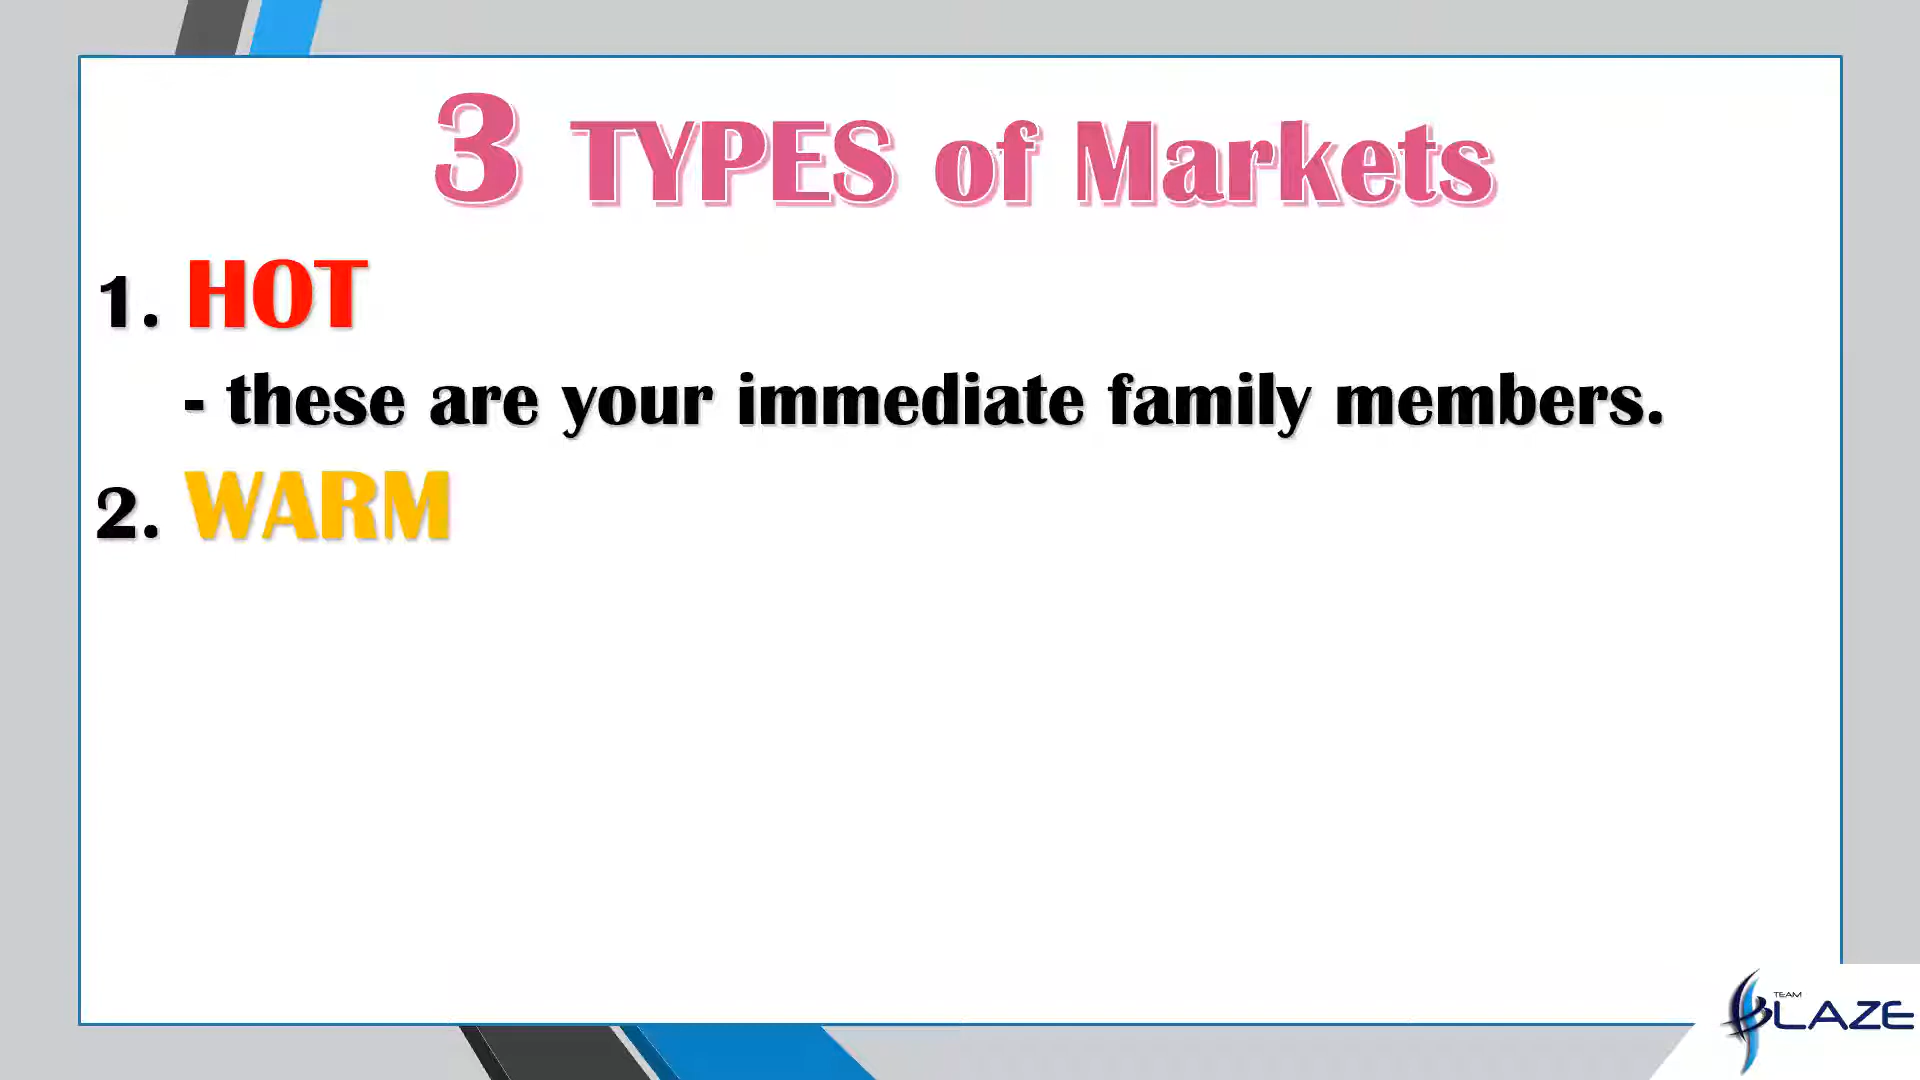 3 TYPES of Markets
1. HOT
- these are your immediate family members.
2. WARM
TEAM
BLAZE